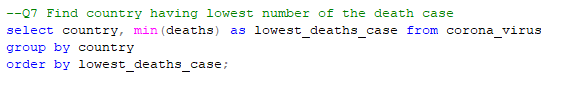 --Q7 Find country having lowest number of the death case
select country, min(deaths) as lowest_deaths_case from corona_virus
group by country
order by lowest_deaths_case;